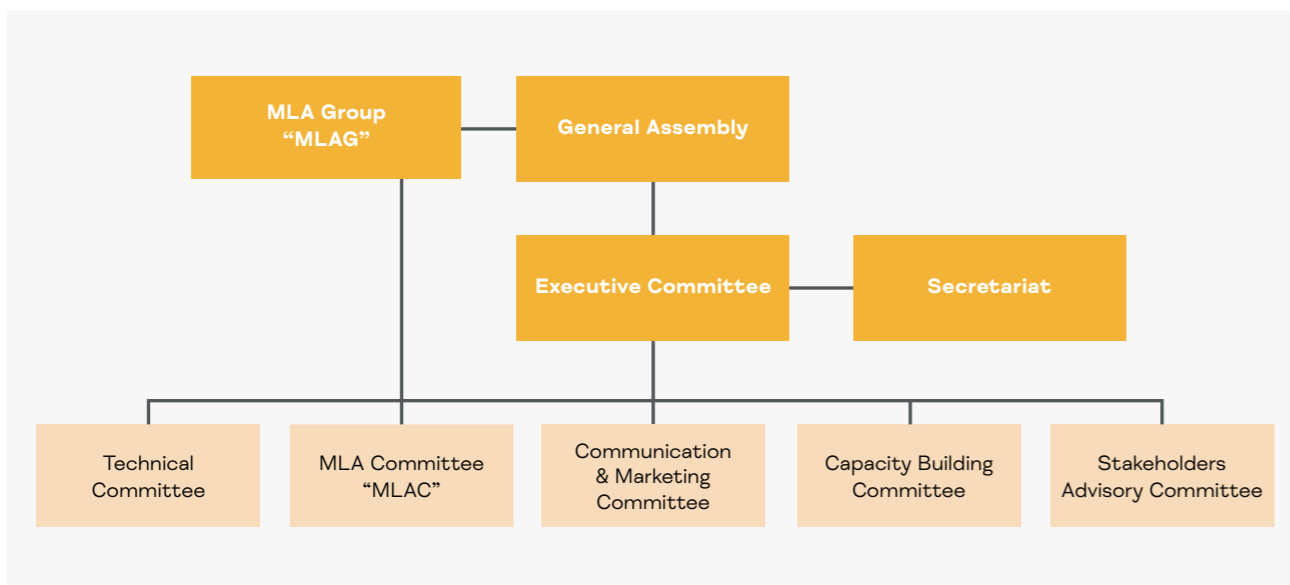 MLA Group
“MLAG”
General Assembly
Executive Committee
Secretariat
Technical
Committee
MLA Committee
“MLAC”
Communication
& Marketing
Committee
Capacity Building
Committee
Stakeholders
Advisory Committee